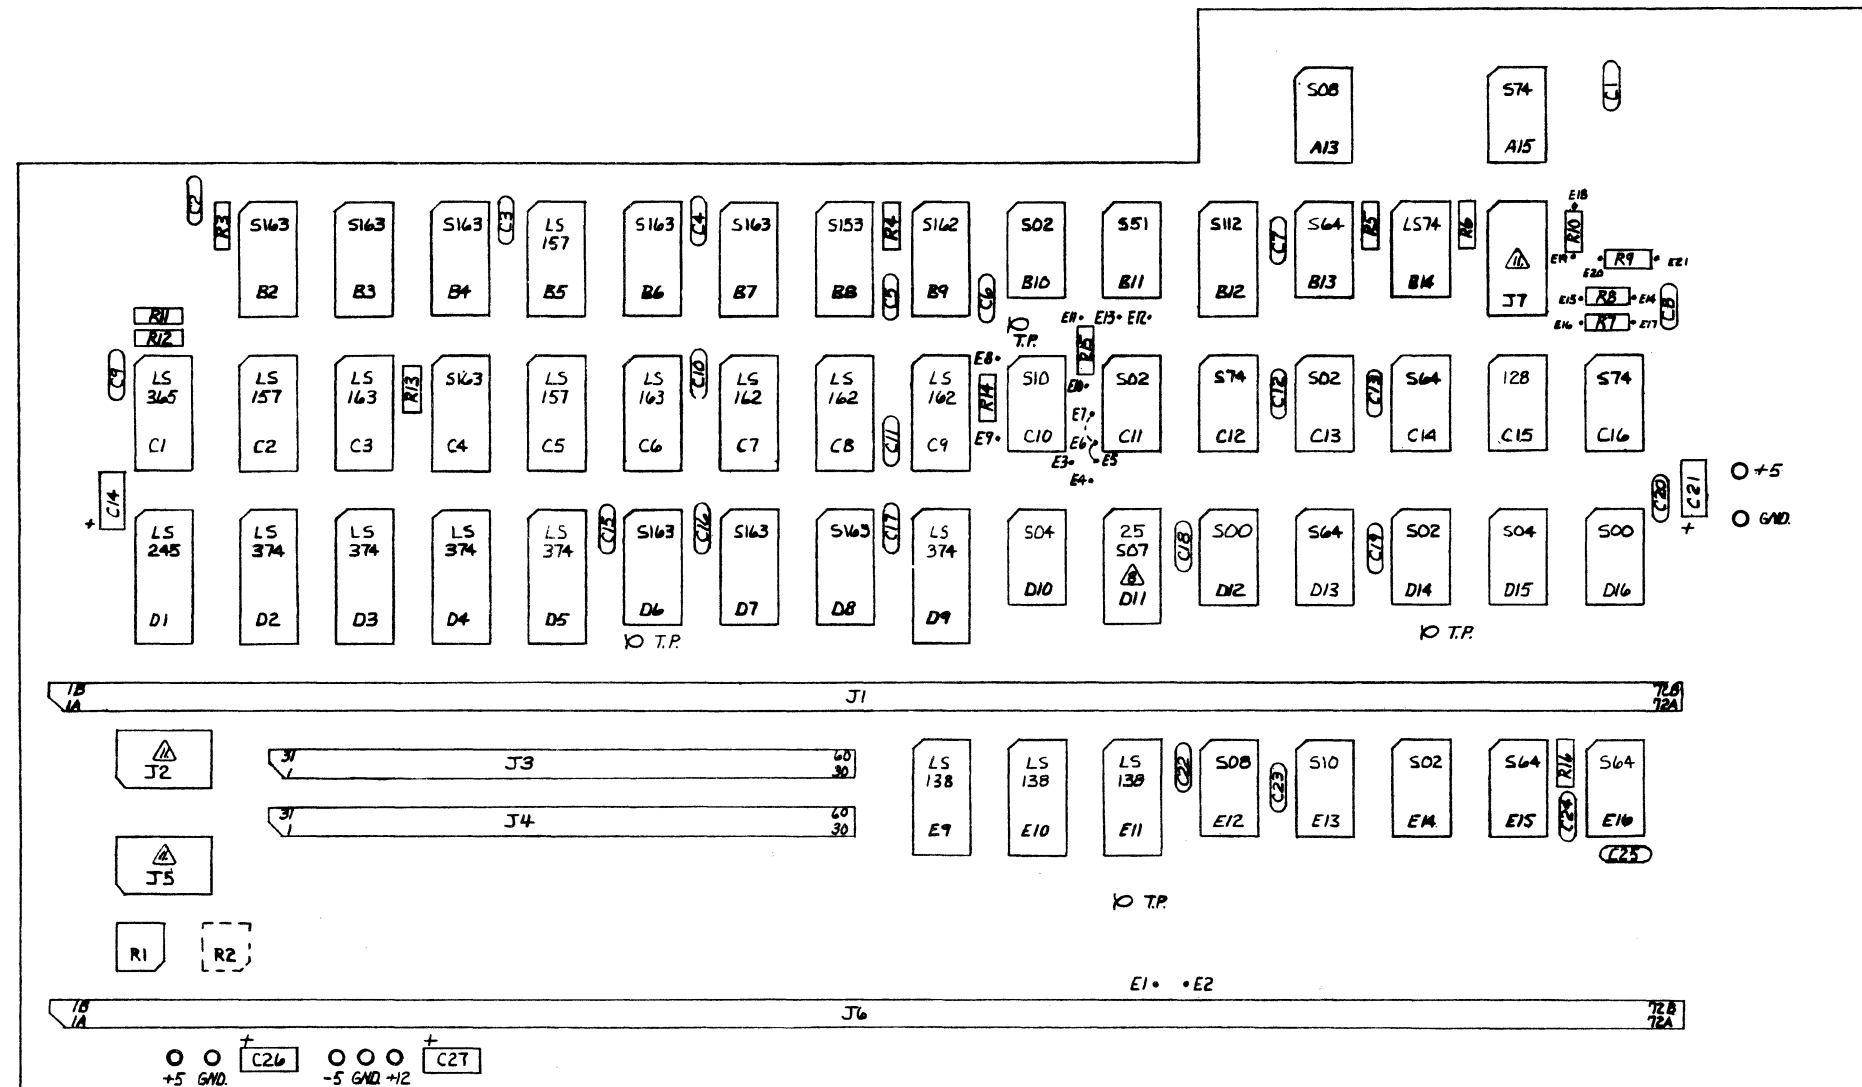 S08
A13
S74
A15
C1
C2
R3
S163
B2
S163
B3
S163
B4
C3
LS
157
B5
S163
B6
C4
S163
B7
S153
B8
R4
C5
S162
B9
C6
S02
B10
S51
B11
S112
B12
C7
S64
B13
R5
LS74
B14
R6
J7
E18
R10
E19
E20
R9
E21
E15
R8
E14
E16
R7
E17
C8
R11
R12
T.P.
E11
E13
E12
R15
E10
E8
R14
E9
E7
E6
E5
E3
E4
C9
LS
365
C1
LS
157
C2
LS
163
C3
R13
S163
C4
LS
157
C5
LS
163
C6
C10
LS
162
C7
LS
162
C8
C11
LS
162
C9
S10
C10
S02
C11
S74
C12
C12
S02
C13
C13
S64
C14
128
C15
S74
C16
C14
+
C20
C21
+
+5
GND.
LS
245
D1
LS
374
D2
LS
374
D3
LS
374
D4
LS
374
D5
C15
S163
D6
C16
S163
D7
S163
D8
C17
LS
374
D9
S04
D10
25
S07
8
D11
C18
S00
D12
S64
D13
C19
S02
D14
S04
D15
S00
D16
T.P.
T.P.
1B
1A
J1
72B
72A
J2
31
1
J3
60
30
31
1
J4
60
30
J5
LS
138
E9
LS
138
E10
LS
138
E11
C22
S08
E12
C23
S10
E13
S02
E14
S64
E15
R16
C24
S64
E16
C25
T.P.
R1
R2
E1
E2
1B
1A
J6
72B
72A
+5
GND.
+
C26
-5
GND.
+12
+
C27